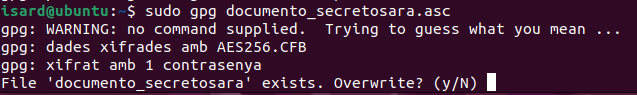 isard@ubuntu:~$ sudo gpg documento_secretosara.asc
gpg: WARNING: no command supplied.  Trying to guess what you mean ...
gpg: dades xifrades amb AES256.CFB
gpg: xifrat amb 1 contrasenya
File 'documento_secretosara' exists. Overwrite? (y/N)